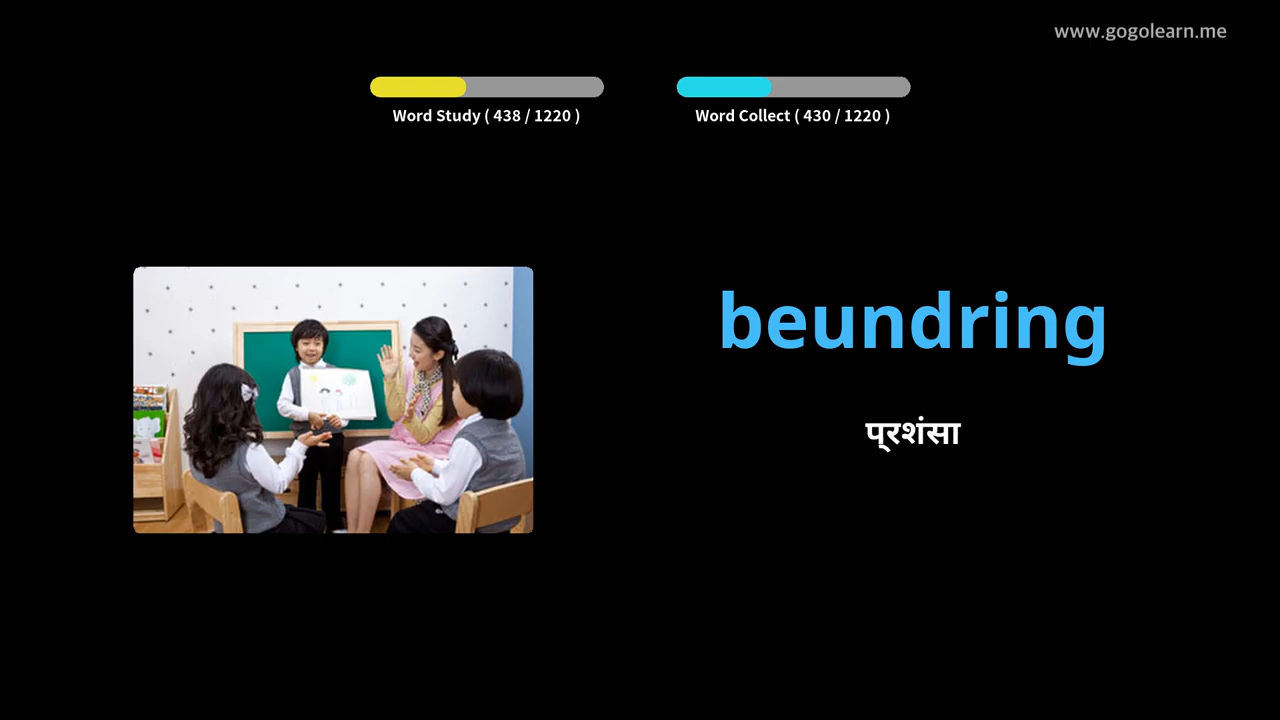 www.gogolearn.me
Word Study ( 438 / 1220 )
Word Collect ( 430 / 1220 )
beundring
प्रशंसा